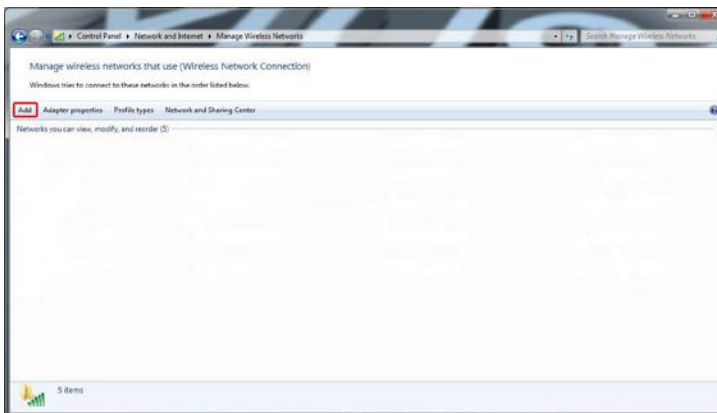 Control Panel ▸ Network and Internet ▸ Manage Wireless Networks
Search Manage Wireless Networks
Manage wireless networks that use (Wireless Network Connection)
Windows tries to connect to these networks in the order listed below.
Add Adapter properties Profile types Network and Sharing Center
Networks you can view, modify, and reorder (5)
5 items